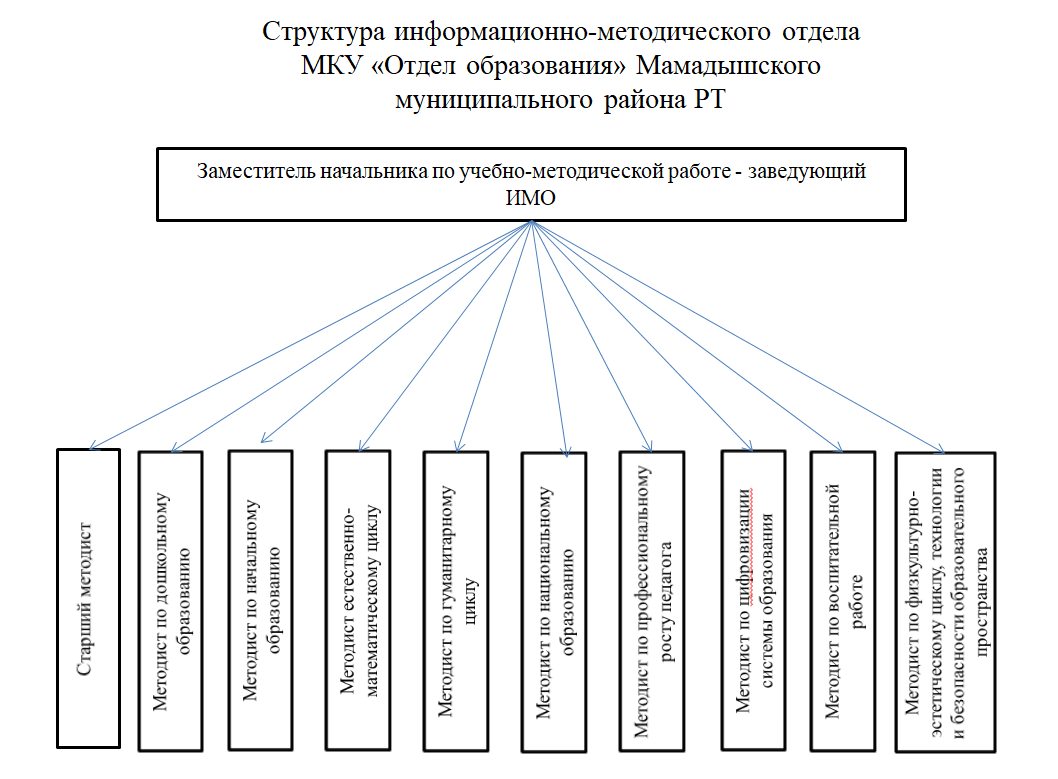 Структура информационно-методического отдела
МКУ «Отдел образования» Мамадышского
муниципального района РТ
Заместитель начальника по учебно-методической работе - заведующий
ИМО
Старший методист
Методист по дошкольному
образованию
Методист по начальному
образованию
Методист естественно-
математическому циклу
Методист по гуманитарному
циклу
Методист по национальному
образованию
Методист по профессиональному
росту педагога
Методист по цифровизации
системы образования
Методист по воспитательной
работе
Методист по физкультурно-
эстетическому циклу, технологии
и безопасности образовательного
пространства